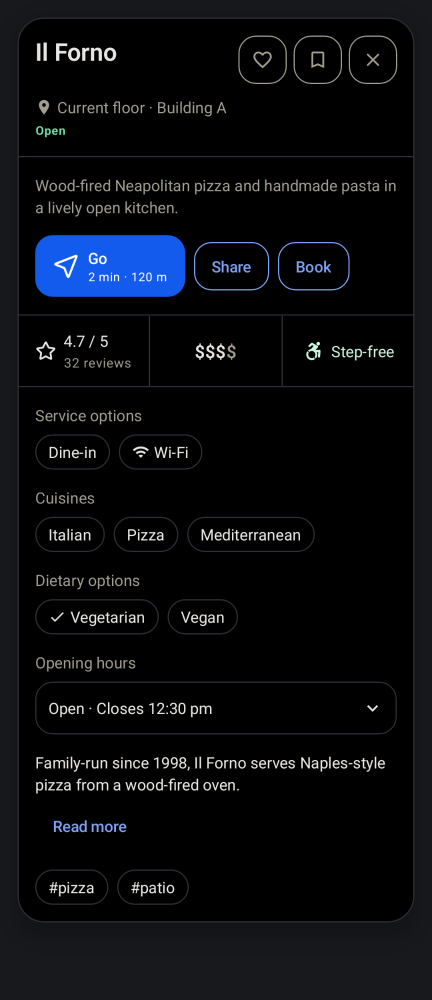 Il Forno
Current floor · Building A
Open
Wood-fired Neapolitan pizza and handmade pasta in
a lively open kitchen.
Go
2 min · 120 m
Share
Book
4.7 / 5
32 reviews
$$$$
Step-free
Service options
Dine-in
Wi-Fi
Cuisines
Italian
Pizza
Mediterranean
Dietary options
Vegetarian
Vegan
Opening hours
Open · Closes 12:30 pm
Family-run since 1998, Il Forno serves Naples-style
pizza from a wood-fired oven.
Read more
#pizza
#patio